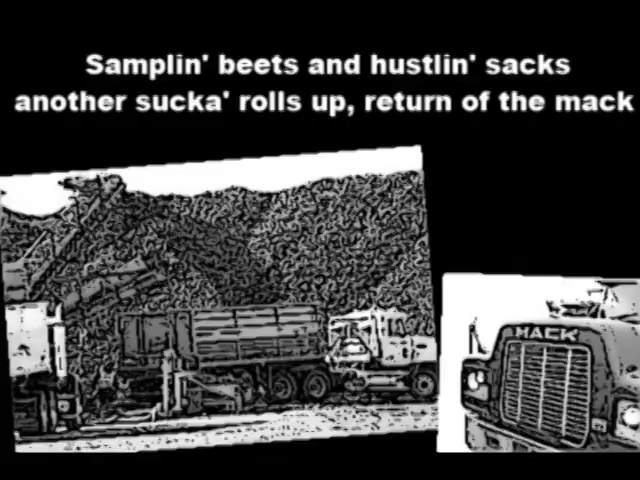 Samplin' beets and hustlin' sacks
another sucka' rolls up, return of the mack
MACK